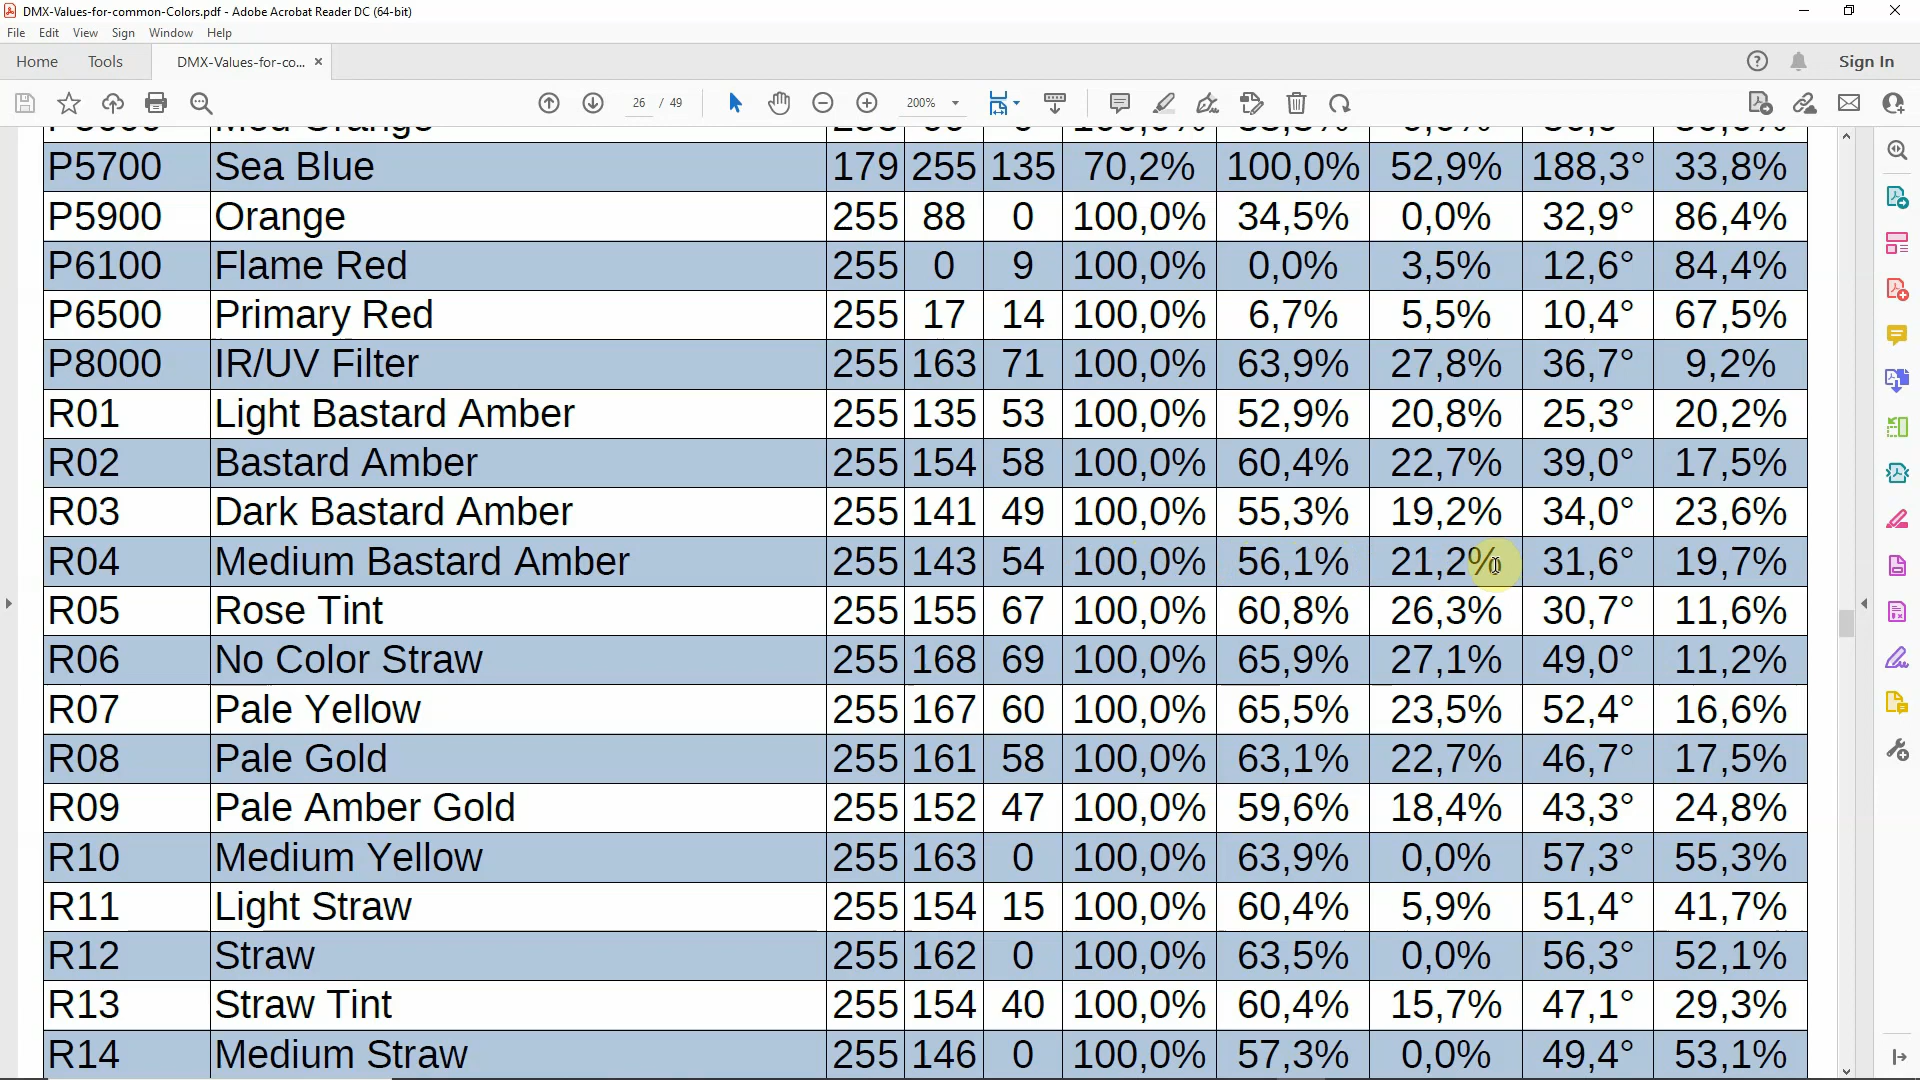 DMX-Values-for-common-Colors.pdf - Adobe Acrobat Reader DC (64-bit)
File Edit View Sign Window Help
Home Tools DMX-Values-for-co... × Sign In
26 / 49 200%
P5700 Sea Blue 179 255 135 70,2% 100,0% 52,9% 188,3° 33,8%
P5900 Orange 255 88 0 100,0% 34,5% 0,0% 32,9° 86,4%
P6100 Flame Red 255 0 9 100,0% 0,0% 3,5% 12,6° 84,4%
P6500 Primary Red 255 17 14 100,0% 6,7% 5,5% 10,4° 67,5%
P8000 IR/UV Filter 255 163 71 100,0% 63,9% 27,8% 36,7° 9,2%
R01 Light Bastard Amber 255 135 53 100,0% 52,9% 20,8% 25,3° 20,2%
R02 Bastard Amber 255 154 58 100,0% 60,4% 22,7% 39,0° 17,5%
R03 Dark Bastard Amber 255 141 49 100,0% 55,3% 19,2% 34,0° 23,6%
R04 Medium Bastard Amber 255 143 54 100,0% 56,1% 21,2% 31,6° 19,7%
R05 Rose Tint 255 155 67 100,0% 60,8% 26,3% 30,7° 11,6%
R06 No Color Straw 255 168 69 100,0% 65,9% 27,1% 49,0° 11,2%
R07 Pale Yellow 255 167 60 100,0% 65,5% 23,5% 52,4° 16,6%
R08 Pale Gold 255 161 58 100,0% 63,1% 22,7% 46,7° 17,5%
R09 Pale Amber Gold 255 152 47 100,0% 59,6% 18,4% 43,3° 24,8%
R10 Medium Yellow 255 163 0 100,0% 63,9% 0,0% 57,3° 55,3%
R11 Light Straw 255 154 15 100,0% 60,4% 5,9% 51,4° 41,7%
R12 Straw 255 162 0 100,0% 63,5% 0,0% 56,3° 52,1%
R13 Straw Tint 255 154 40 100,0% 60,4% 15,7% 47,1° 29,3%
R14 Medium Straw 255 146 0 100,0% 57,3% 0,0% 49,4° 53,1%